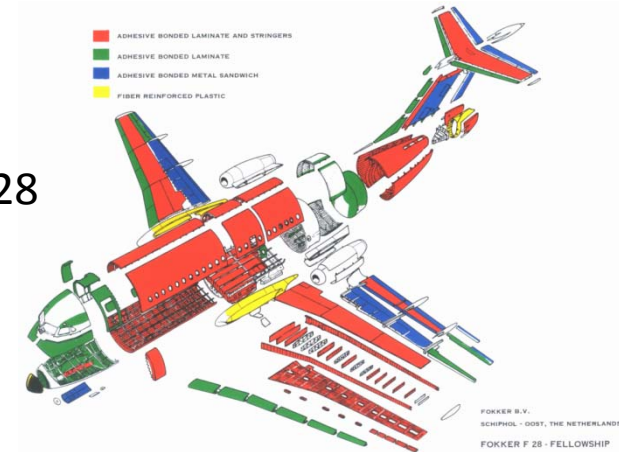 ADHESIVE BONDED LAMINATE AND STRINGERS
ADHESIVE BONDED LAMINATE
ADHESIVE BONDED METAL SANDWICH
FIBER REINFORCED PLASTIC
28
FOKKER B.V.
SCHIPHOL - OOST, THE NETHERLANDS
FOKKER F 28 - FELLOWSHIP